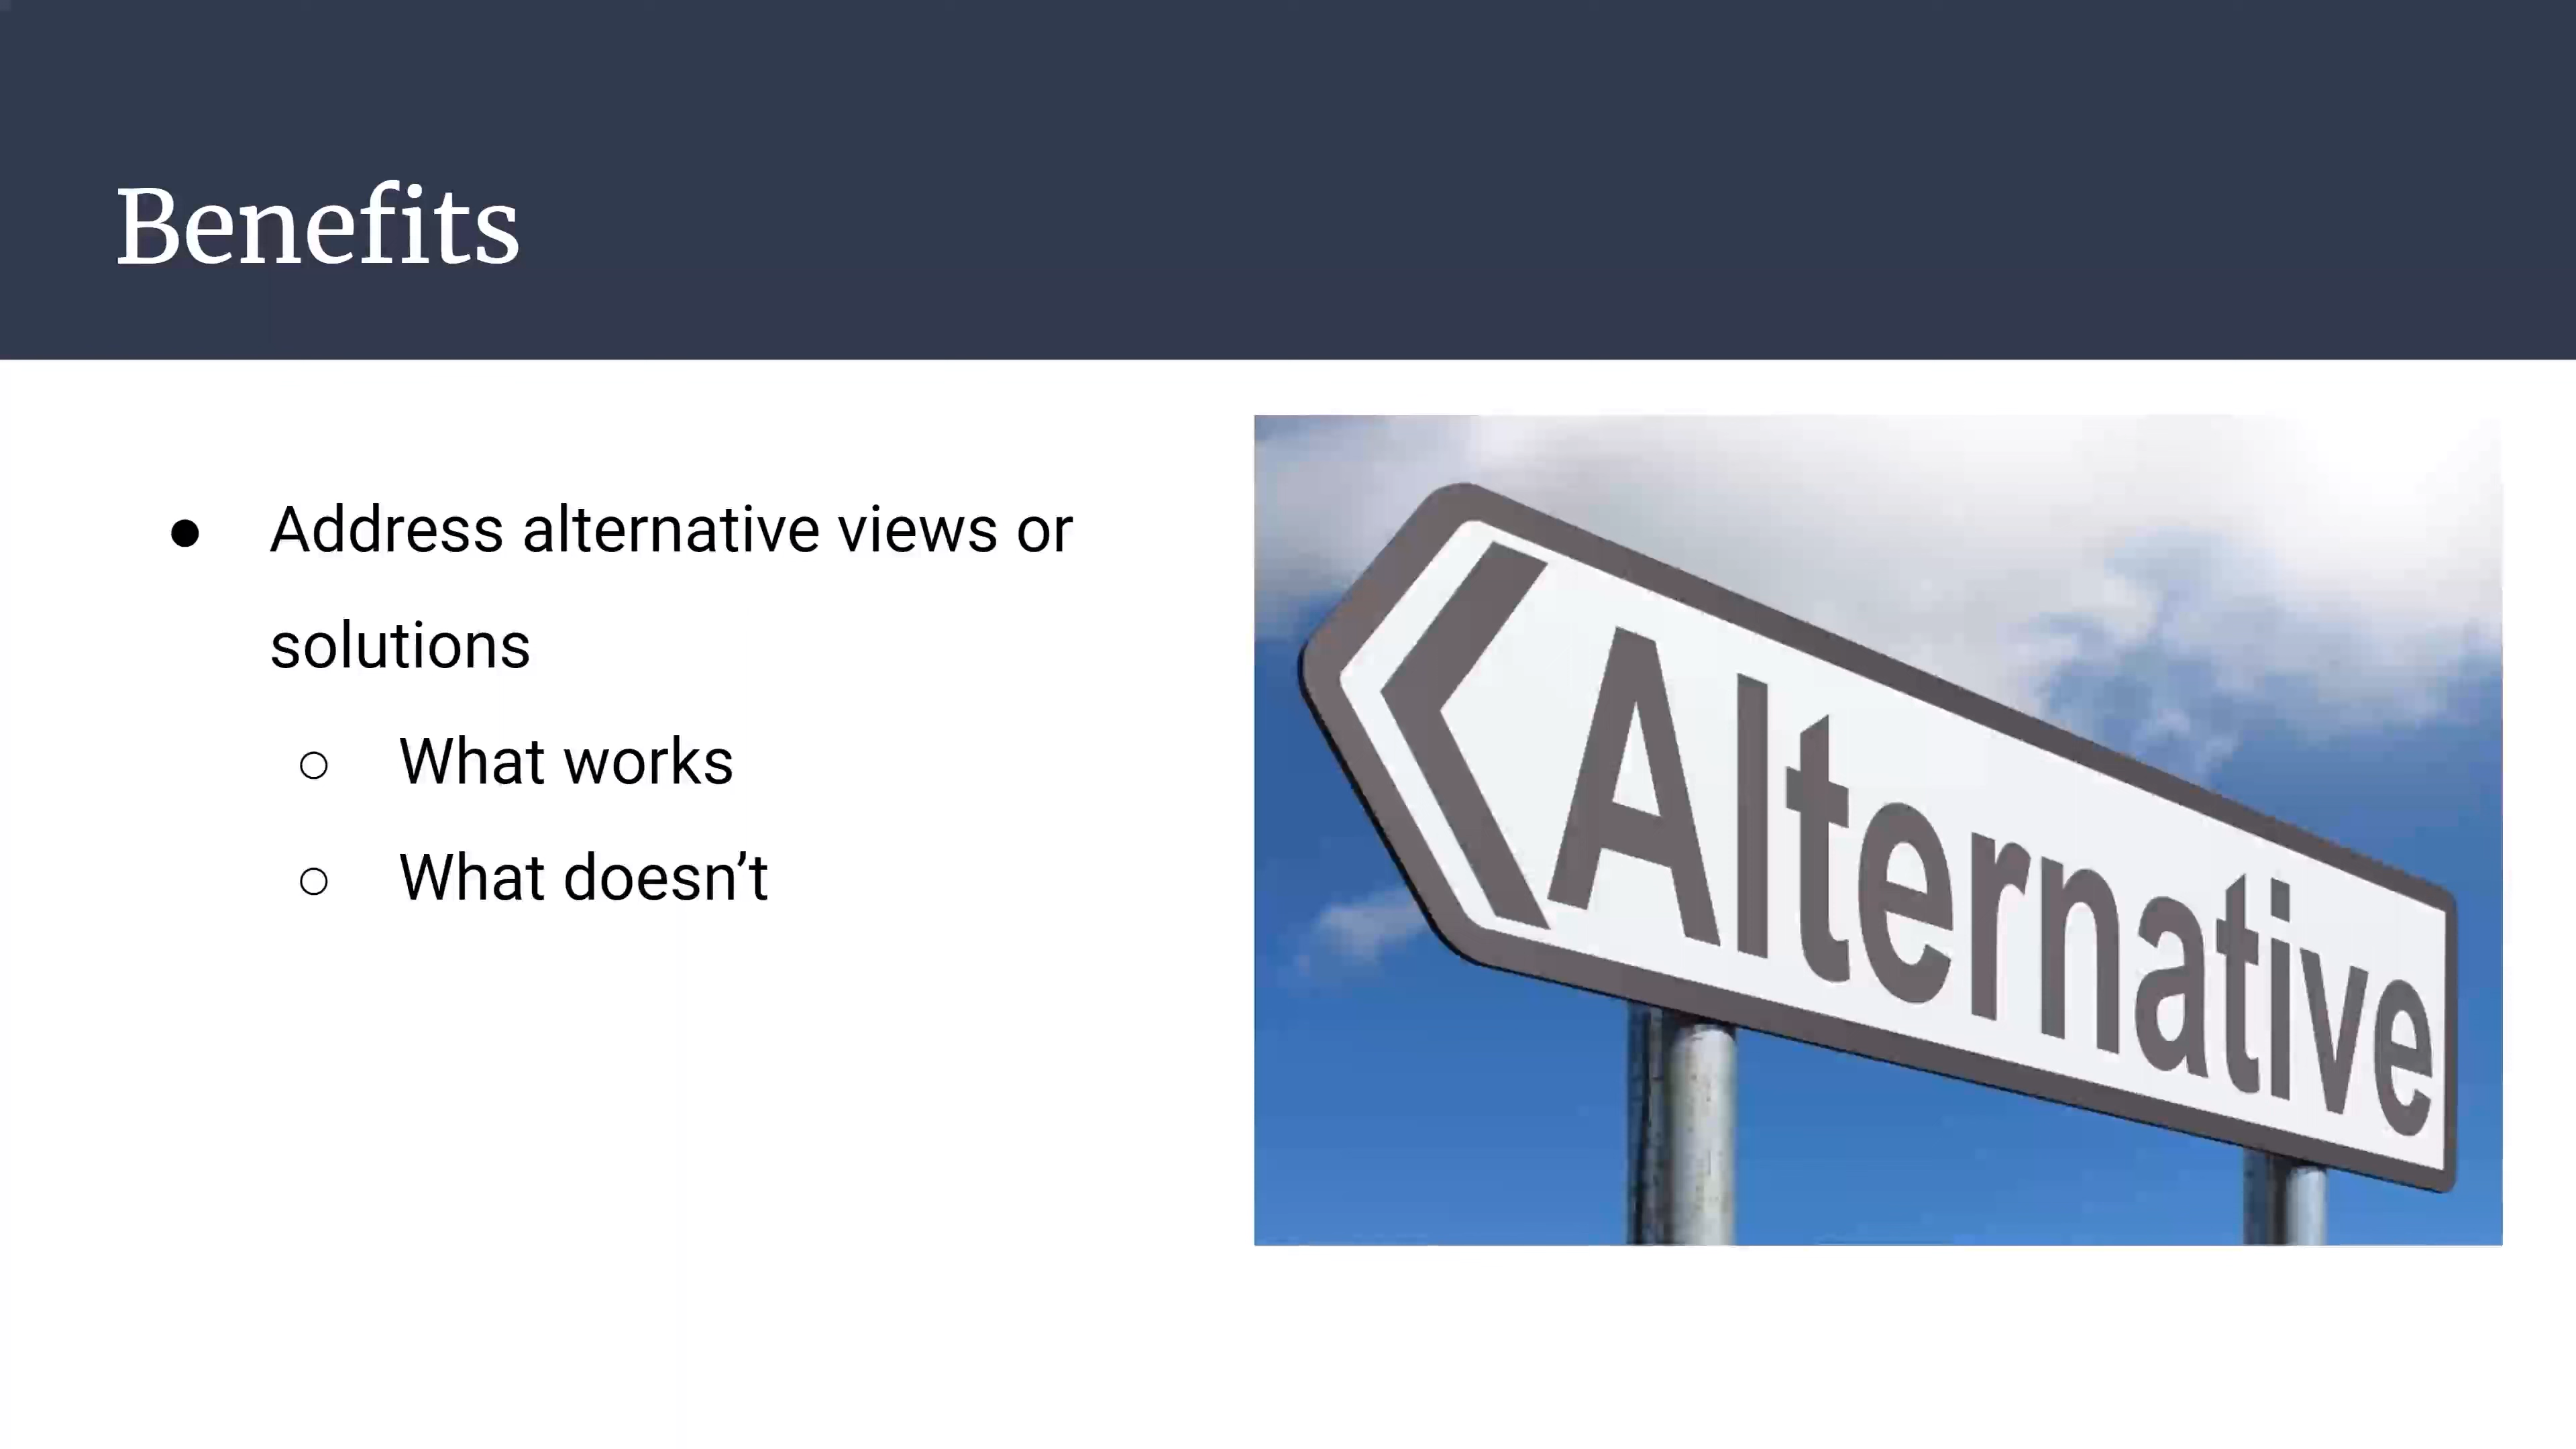 Benefits
● Address alternative views or
solutions
○ What works
○ What doesn’t
Alternative